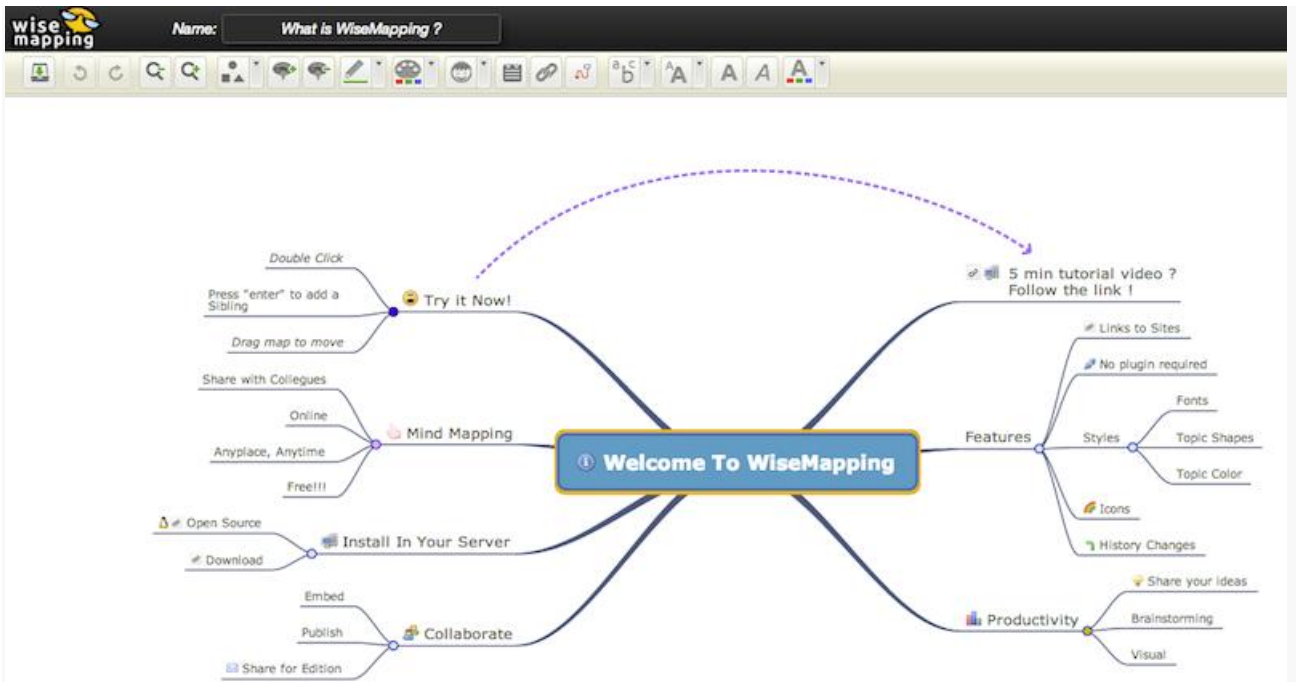 wise
mapping
Name:
What is WiseMapping ?
Double Click
Press "enter" to add a
Sibling
Drag map to move
Try it Now!
Share with Collegues
Online
Anyplace, Anytime
Free!!!
Mind Mapping
Open Source
Download
Install In Your Server
Embed
Publish
Share for Edition
Collaborate
Welcome To WiseMapping
5 min tutorial video ?
Follow the link !
Features
Links to Sites
No plugin required
Styles
Fonts
Topic Shapes
Topic Color
Icons
History Changes
Productivity
Share your ideas
Brainstorming
Visual